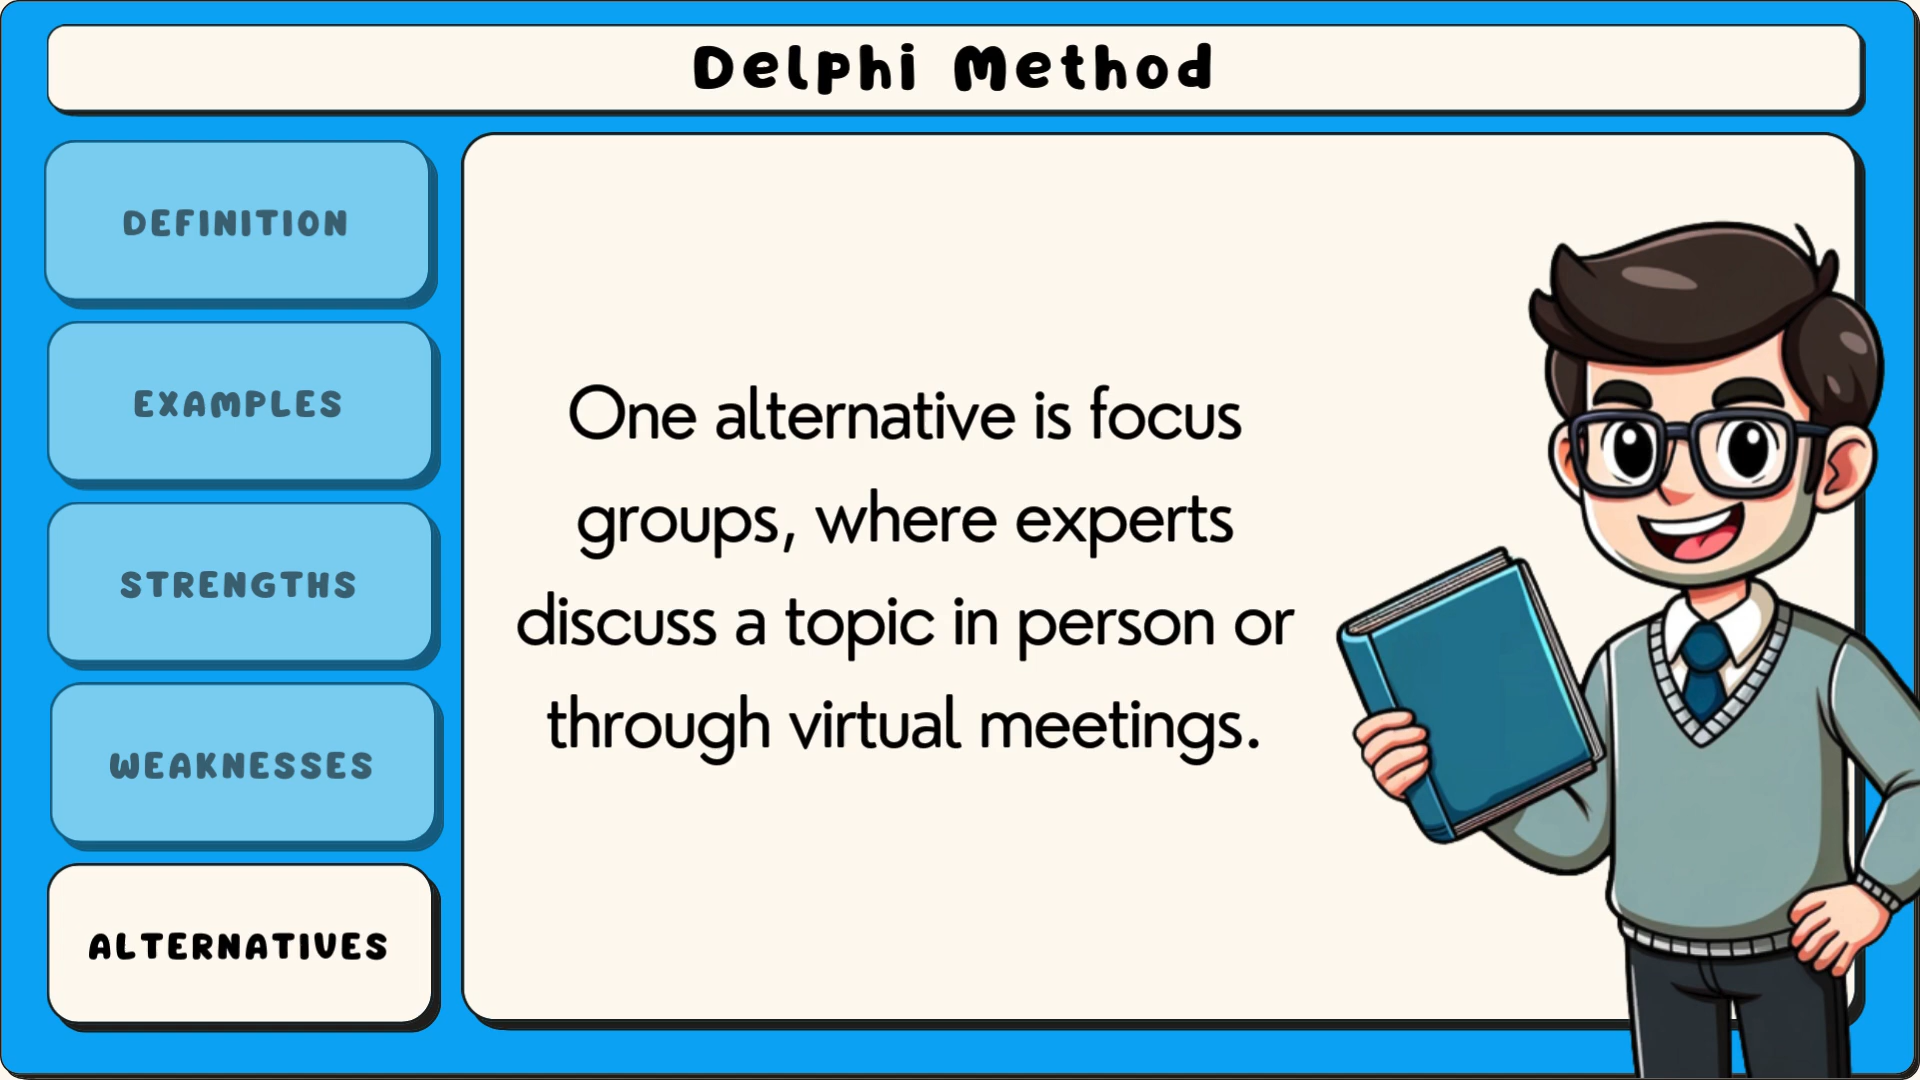 Delphi Method
DEFINITION
EXAMPLES
STRENGTHS
WEAKNESSES
ALTERNATIVES
One alternative is focus
groups, where experts
discuss a topic in person or
through virtual meetings.